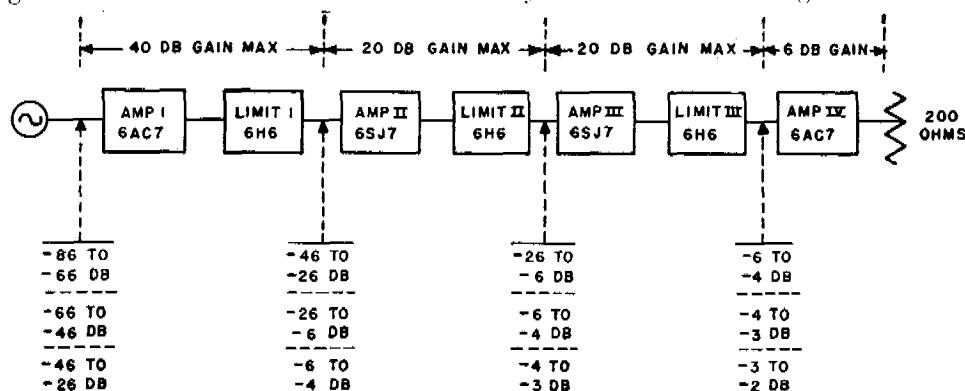 40 DB GAIN MAX 20 DB GAIN MAX 20 DB GAIN MAX 6 DB GAIN
AMP I
6AC7
LIMIT I
6H6
AMP II
6SJ7
LIMIT II
6H6
AMP III
6SJ7
LIMIT III
6H6
AMP IV
6AC7
200
OHMS
-86 TO
-66 DB
-66 TO
-46 DB
-46 TO
-26 DB
-46 TO
-26 DB
-26 TO
-6 DB
-6 TO
-4 DB
-26 TO
-6 DB
-6 TO
-4 DB
-4 TO
-3 DB
-6 TO
-4 DB
-4 TO
-3 DB
-3 TO
-2 DB